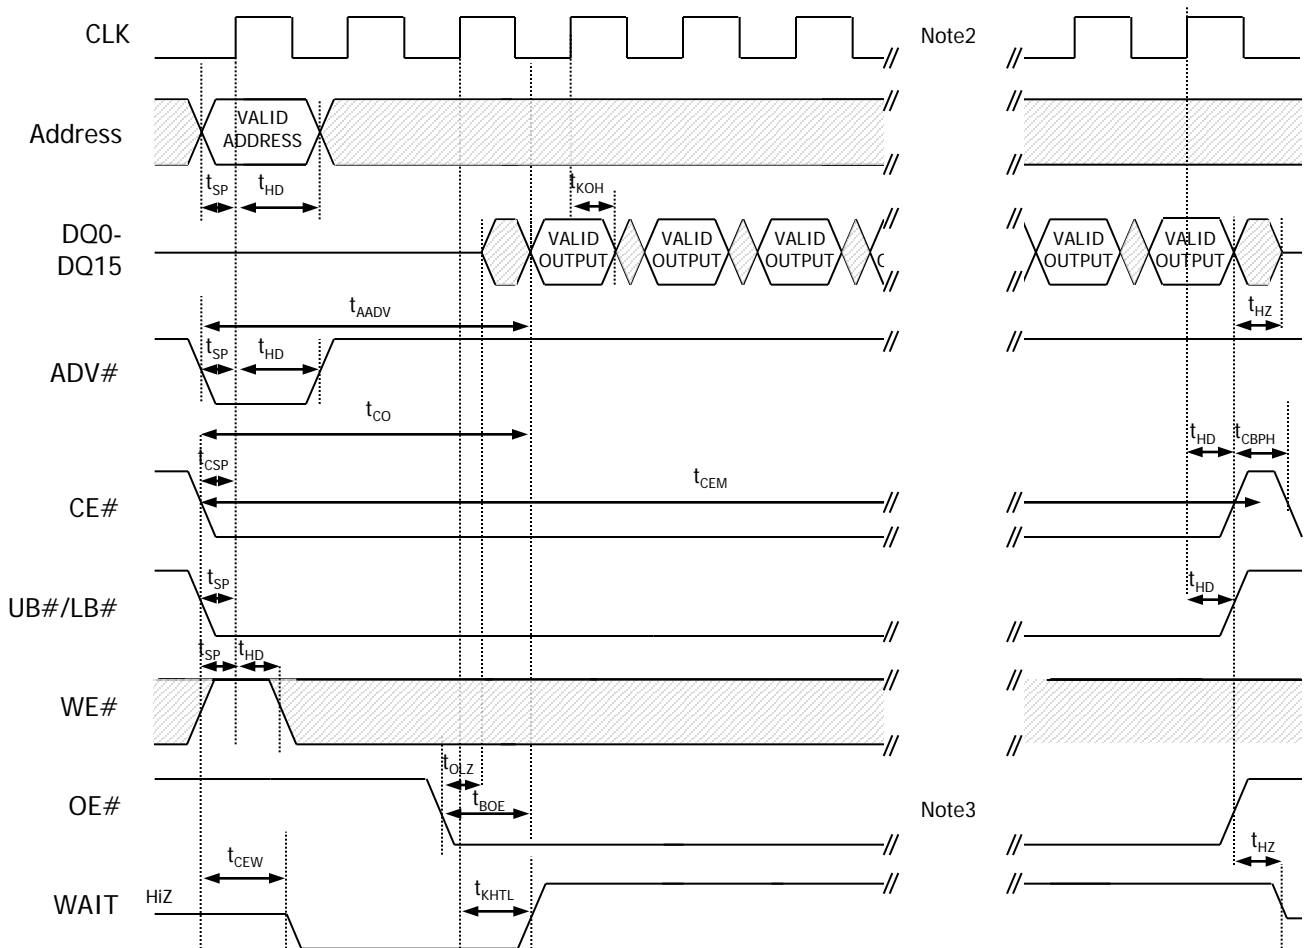 CLK
Note2
Address
VALID
ADDRESS
tSP
tHD
tKOH
DQ0-
DQ15
VALID
OUTPUT
VALID
OUTPUT
VALID
OUTPUT
VALID
OUTPUT
VALID
OUTPUT
tAADV
tHZ
ADV#
tSP
tHD
tCO
tHD
tCBPH
tCSP
tCEM
CE#
UB#/LB#
tSP
tHD
tSP
tHD
WE#
tOLZ
OE#
tBOE
Note3
tCEW
tHZ
WAIT
HiZ
tKHTL